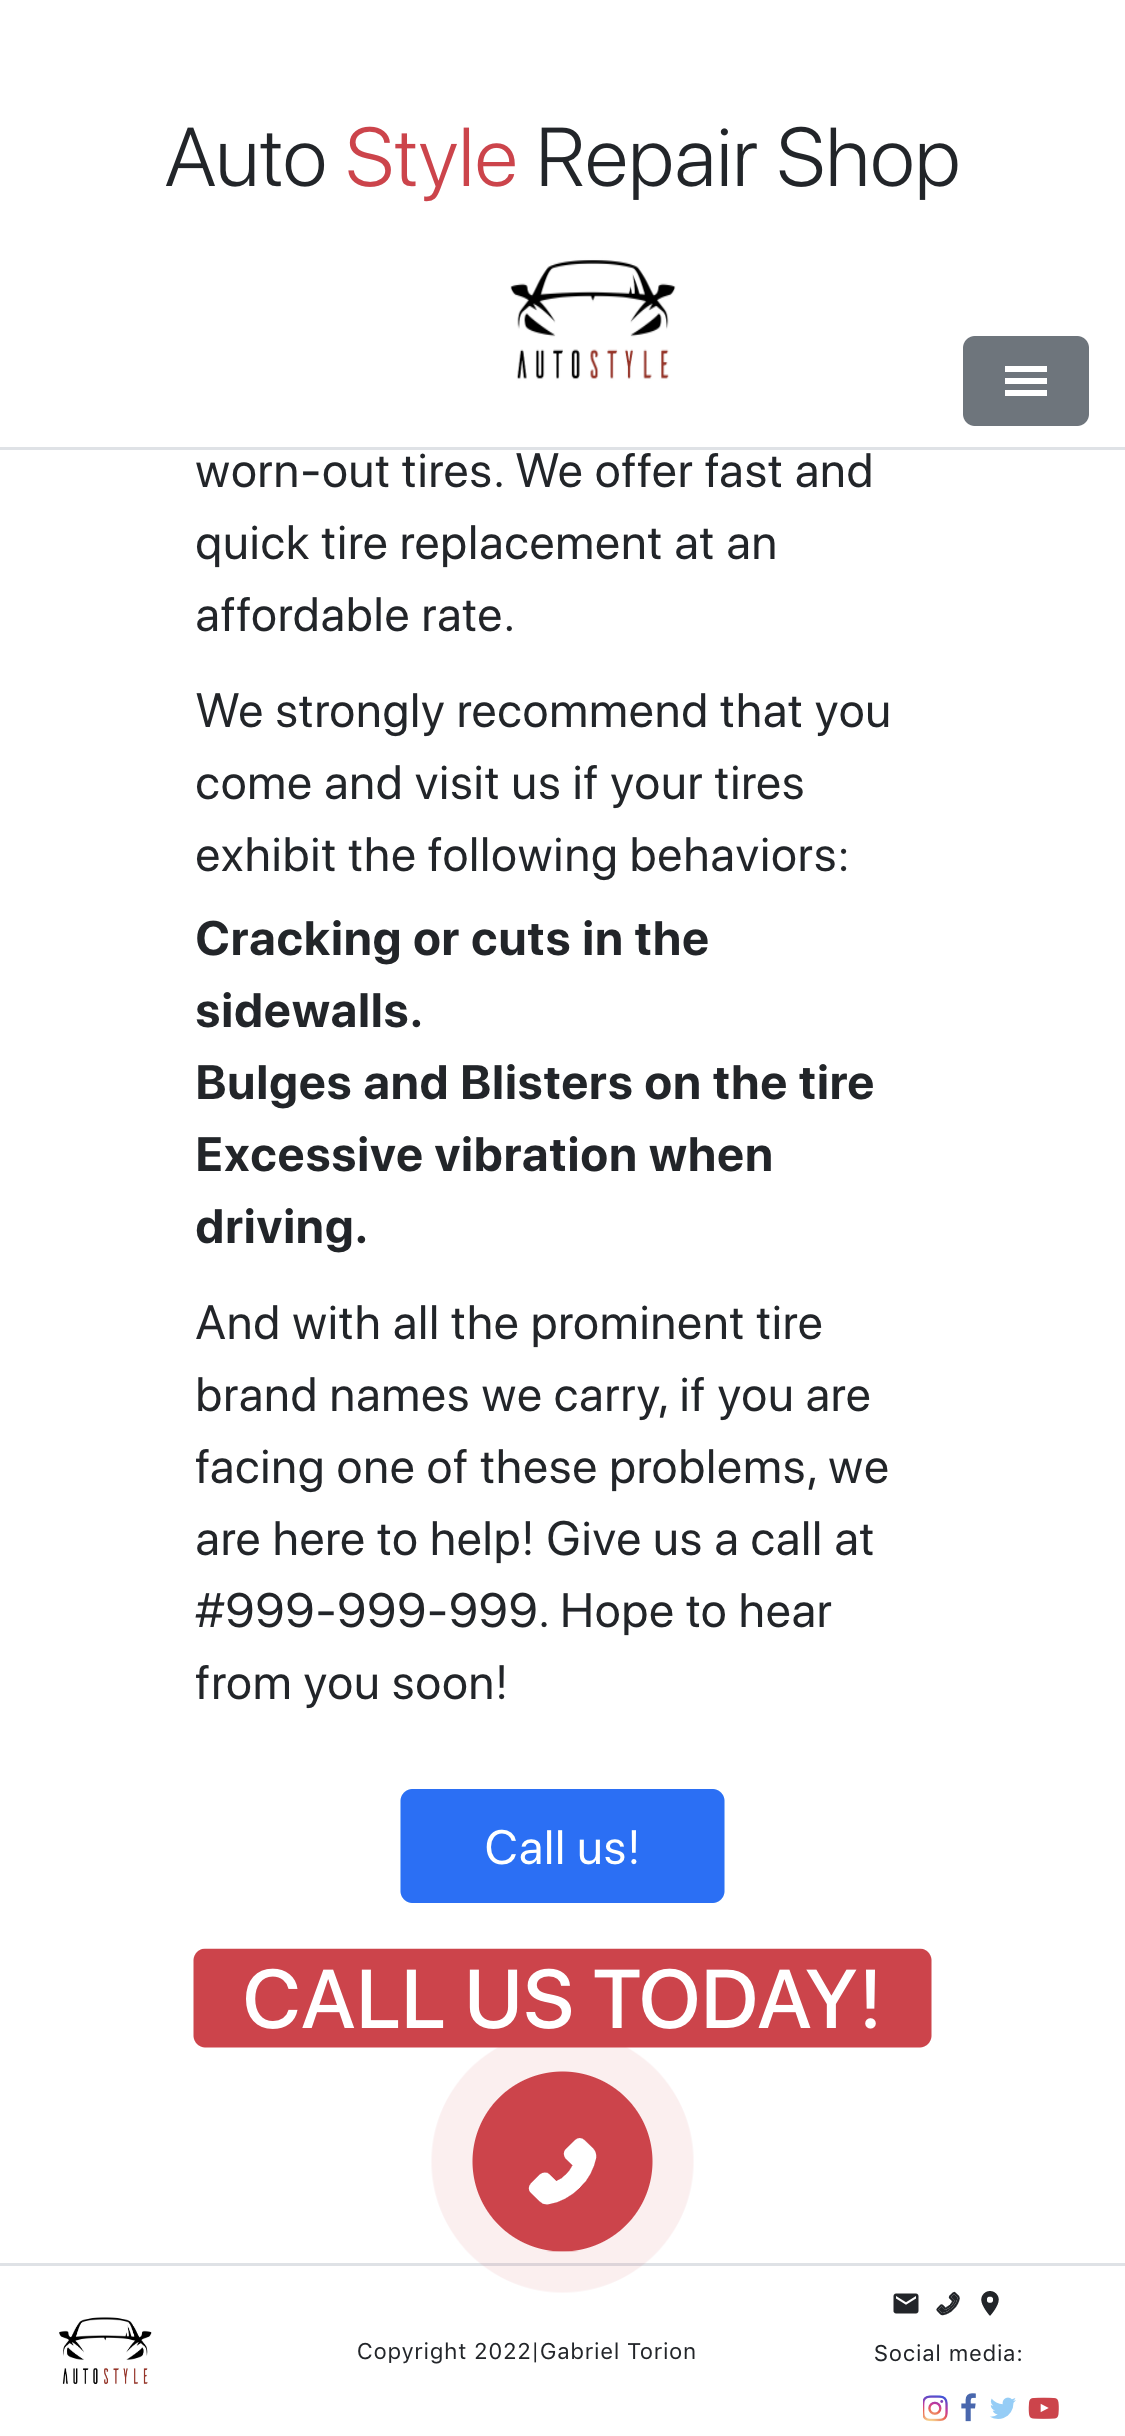 Auto Style Repair Shop
AUTOSTYLE
worn-out tires. We offer fast and
quick tire replacement at an
affordable rate.
We strongly recommend that you
come and visit us if your tires
exhibit the following behaviors:
Cracking or cuts in the
sidewalls.
Bulges and Blisters on the tire
Excessive vibration when
driving.
And with all the prominent tire
brand names we carry, if you are
facing one of these problems, we
are here to help! Give us a call at
#999-999-999. Hope to hear
from you soon!
Call us!
CALL US TODAY!
AUTOSTYLE
Copyright 2022|Gabriel Torion
Social media: